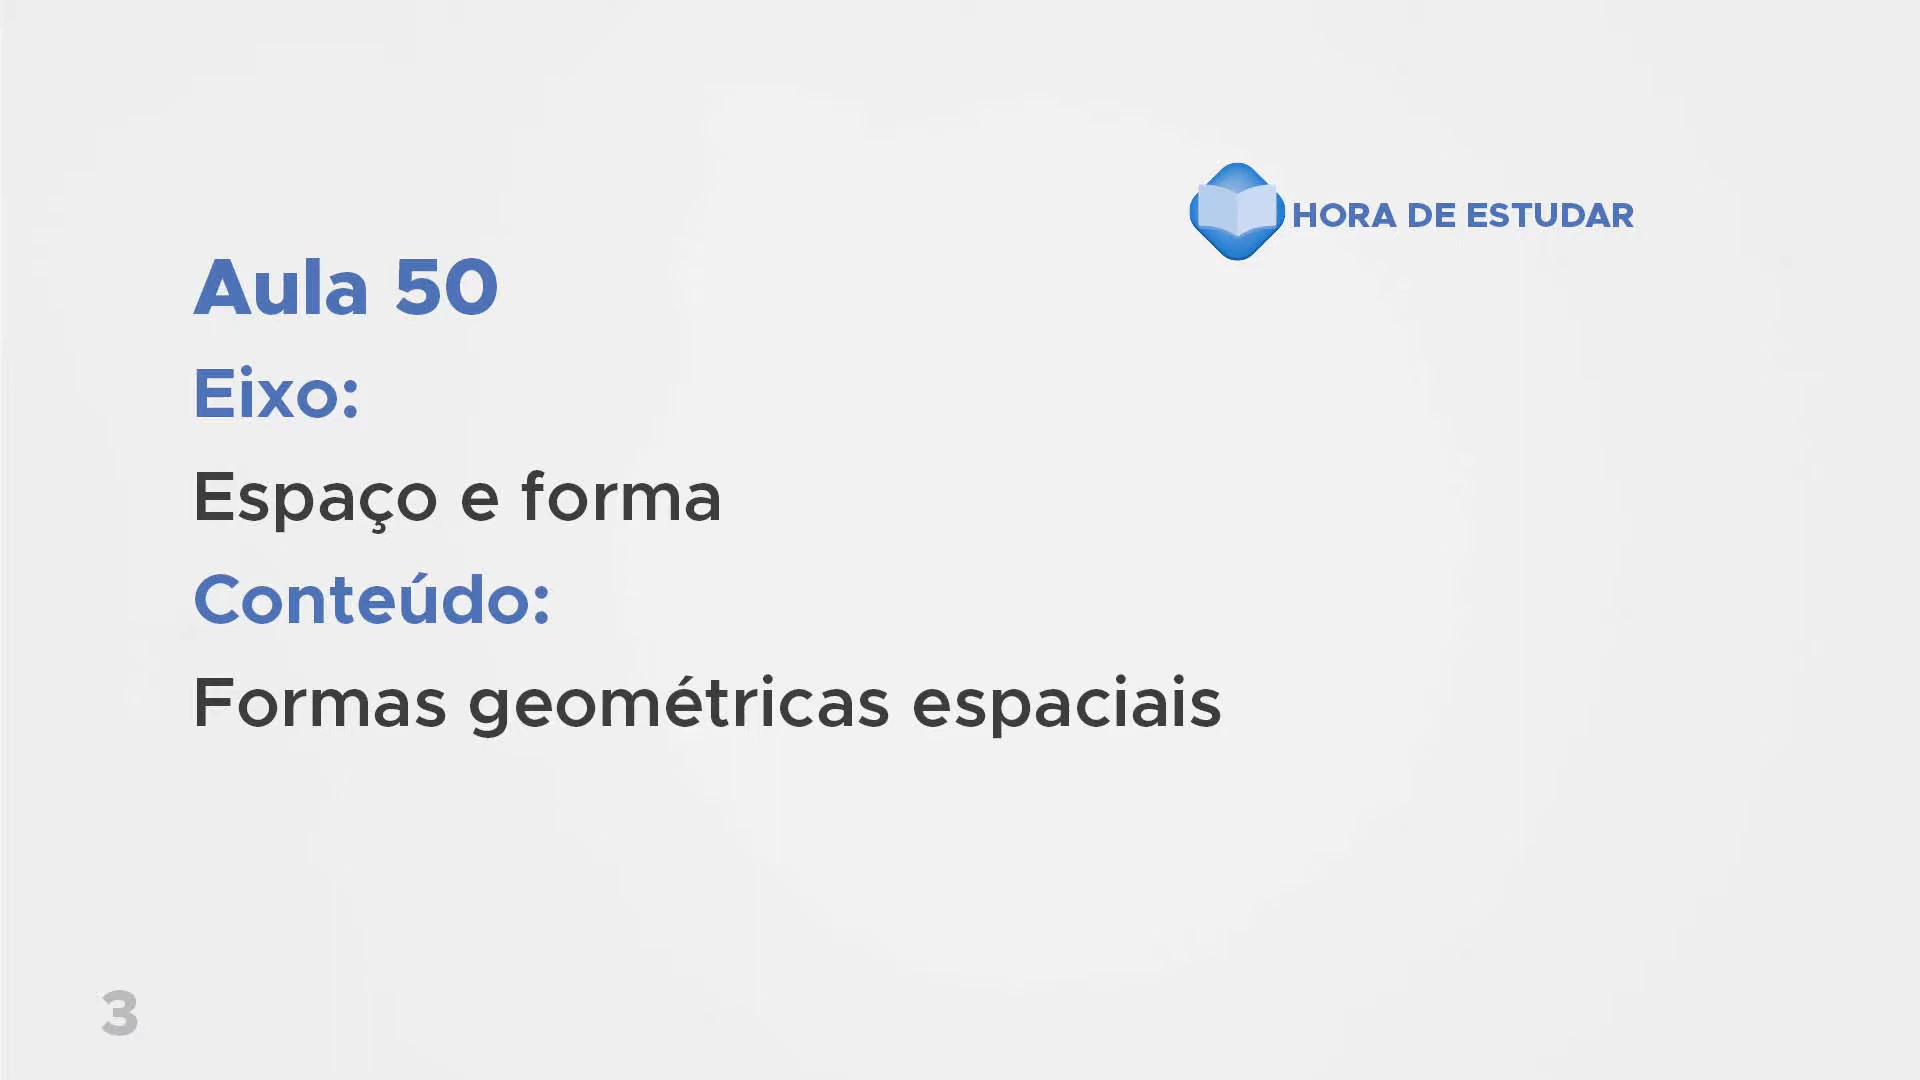 HORA DE ESTUDAR
Aula 50
Eixo:
Espaço e forma
Conteúdo:
Formas geométricas espaciais
3